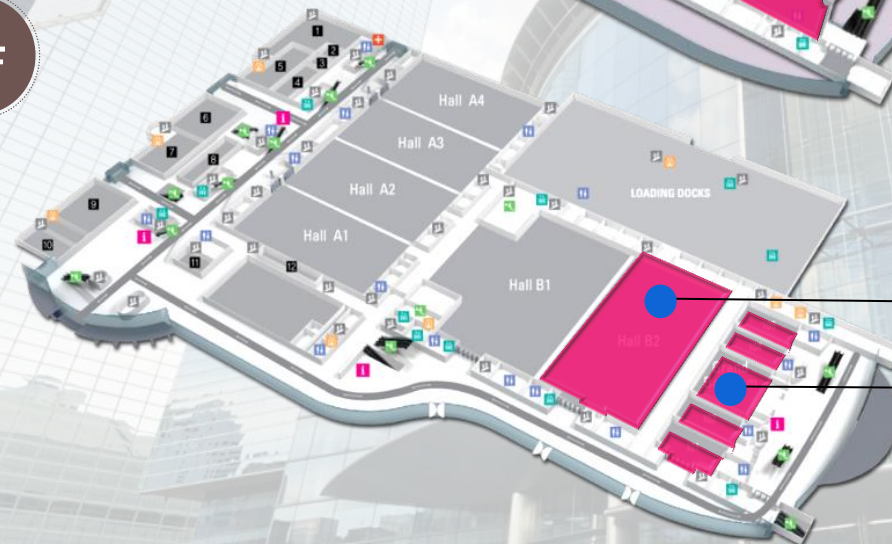 F
1
2
3
4
5
6
7
8
9
10
11
12
Hall A4
Hall A3
Hall A2
Hall A1
LOADING DOCKS
Hall B1
Hall B2
i
i
i
i